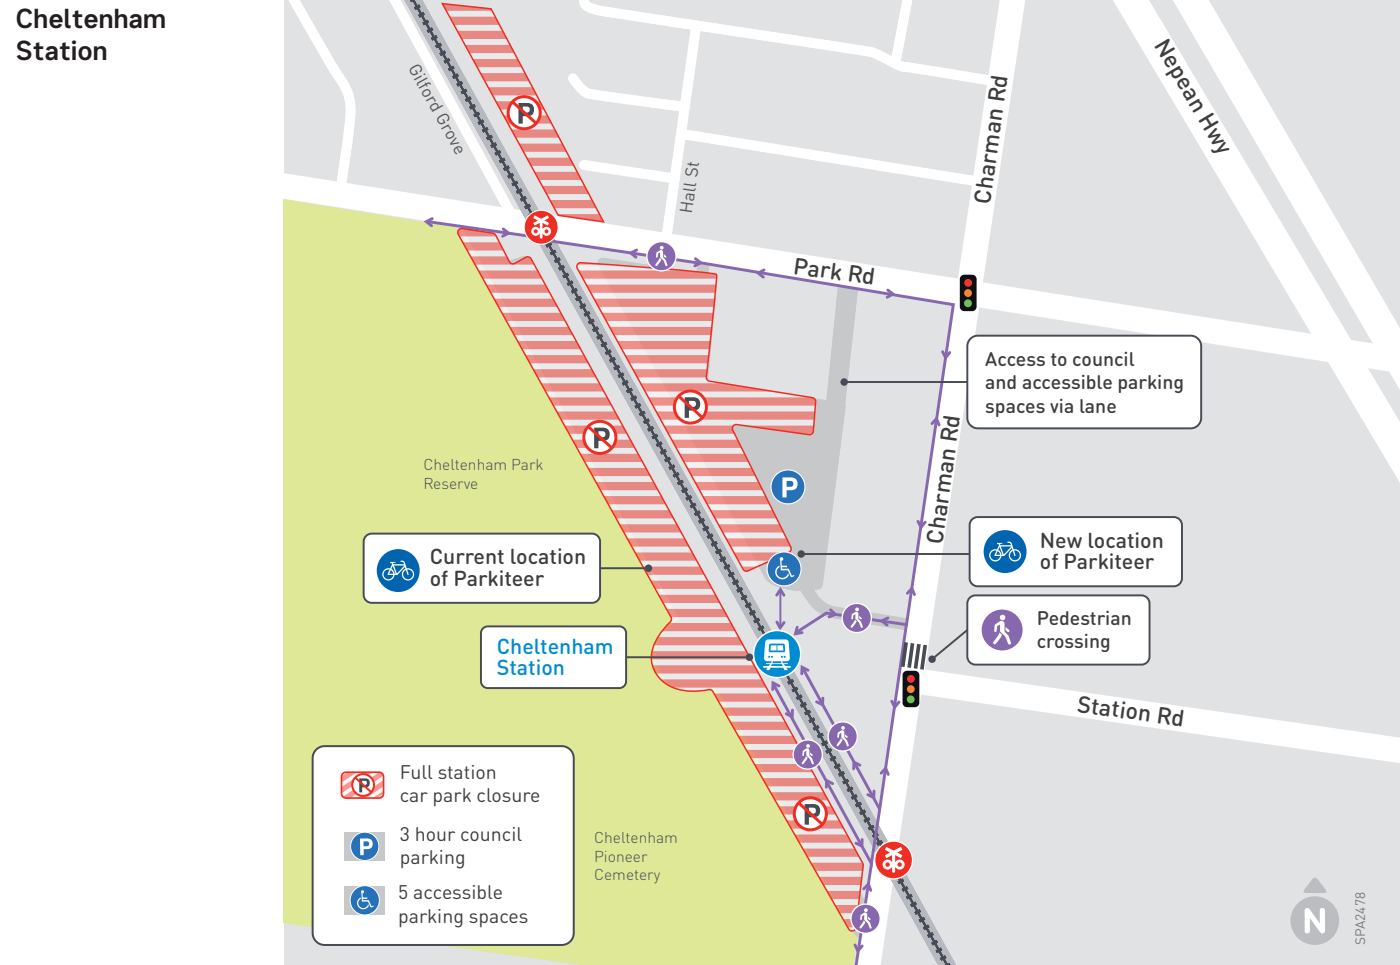 Cheltenham
Station
Gilford Grove
Hall St
Charman Rd
Nepean Hwy
P
Park Rd
Access to council
and accessible parking
spaces via lane
P
P
Charman Rd
Cheltenham Park
Reserve
P
Current location
of Parkiteer
New location
of Parkiteer
Pedestrian
crossing
Cheltenham
Station
Station Rd
P
Full station
car park closure
P
3 hour council
parking
P
5 accessible
parking spaces
Cheltenham
Pioneer
Cemetery
N
SPA2478